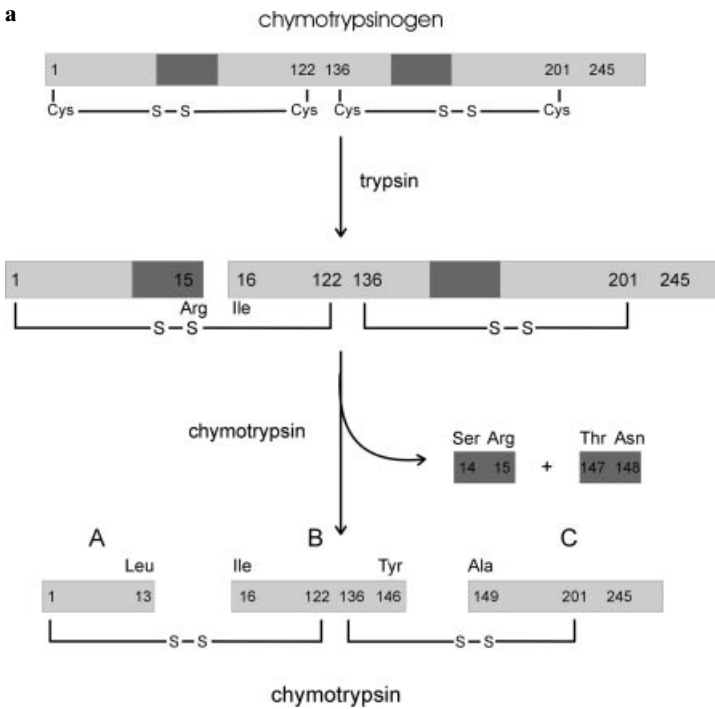 a
chymotrypsinogen
1 122 136 201 245
Cys S–S Cys Cys S–S Cys
trypsin
1 15 16 122 136 201 245
Arg Ile
S–S S–S
chymotrypsin
Ser Arg Thr Asn
14 15 + 147 148
A B C
Leu Ile Tyr Ala
1 13 16 122 136 146 149 201 245
S–S S–S
chymotrypsin